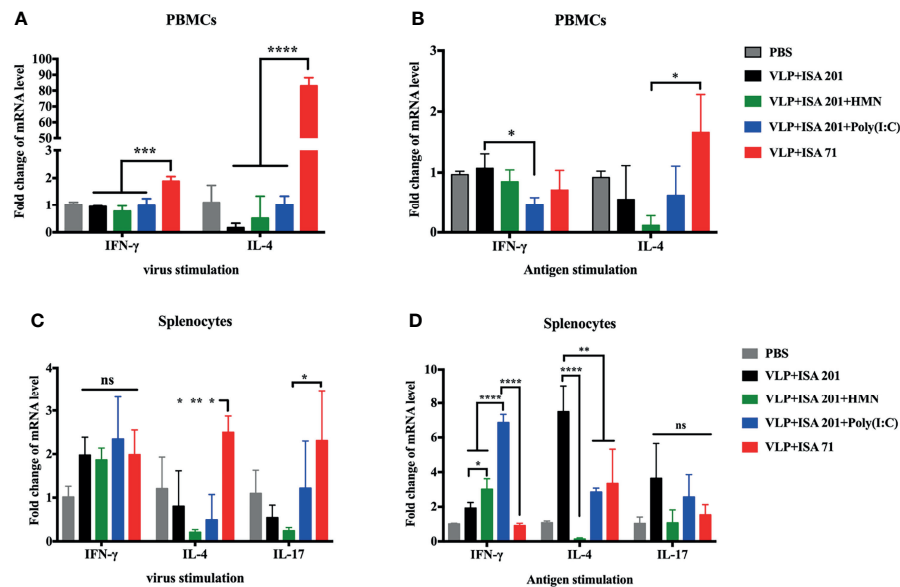 A
PBMCs
Fold change of mRNA level
100
90
80
70
60
50
40
30
20
10
3
2
1
0
***
****
IFN-γ
IL-4
virus stimulation
B
PBMCs
Fold change of mRNA level
3
2
1
0
*
*
IFN-γ
IL-4
Antigen stimulation
PBS
VLP+ISA 201
VLP+ISA 201+HMN
VLP+ISA 201+Poly(I:C)
VLP+ISA 71
C
Splenocytes
Fold change of mRNA level
4
3
2
1
0
ns
* ** *
*
IFN-γ
IL-4
IL-17
virus stimulation
D
Splenocytes
Fold change of mRNA level
10
8
6
4
2
0
*
****
****
****
**
ns
IFN-γ
IL-4
IL-17
Antigen stimulation
PBS
VLP+ISA 201
VLP+ISA 201+HMN
VLP+ISA 201+Poly(I:C)
VLP+ISA 71